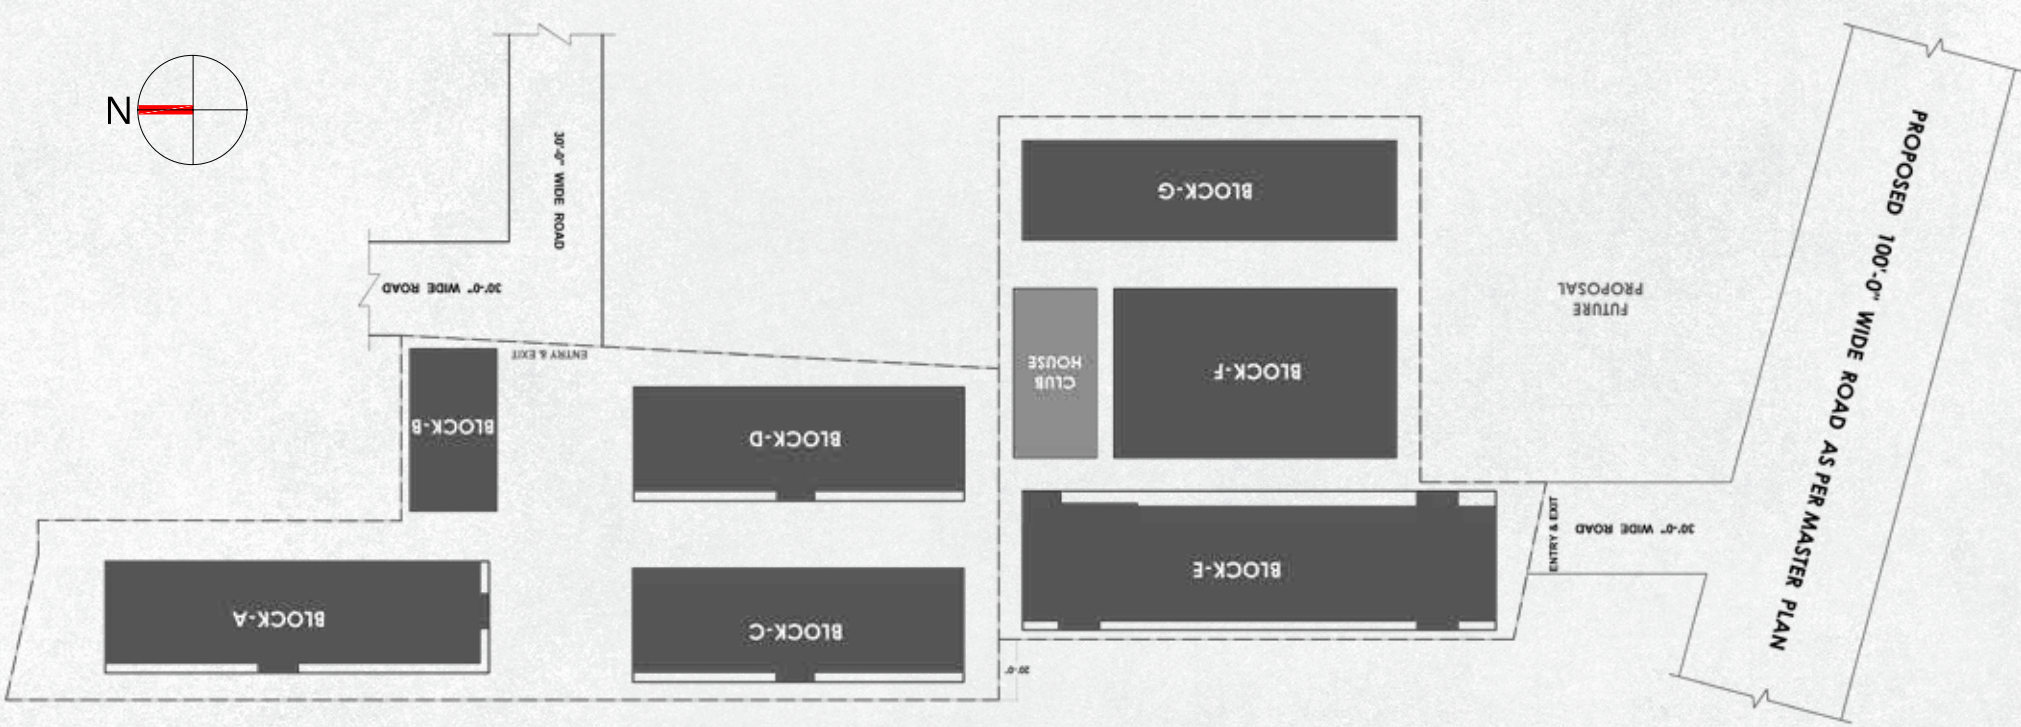 N
30'-0" WIDE ROAD
30'-0" WIDE ROAD
ENTRY & EXIT
BLOCK-G
CLUB
HOUSE
BLOCK-F
FUTURE
PROPOSAL
PROPOSED 100'-0" WIDE ROAD AS PER MASTER PLAN
BLOCK-B
BLOCK-D
BLOCK-E
ENTRY & EXIT
30'-0" WIDE ROAD
BLOCK-A
BLOCK-C
20'-0"